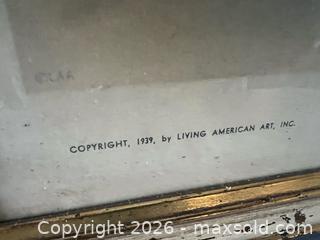 COPYRIGHT, 1939, by LIVING AMERICAN ART, INC.
Copyright © 2026 - maxsold.com